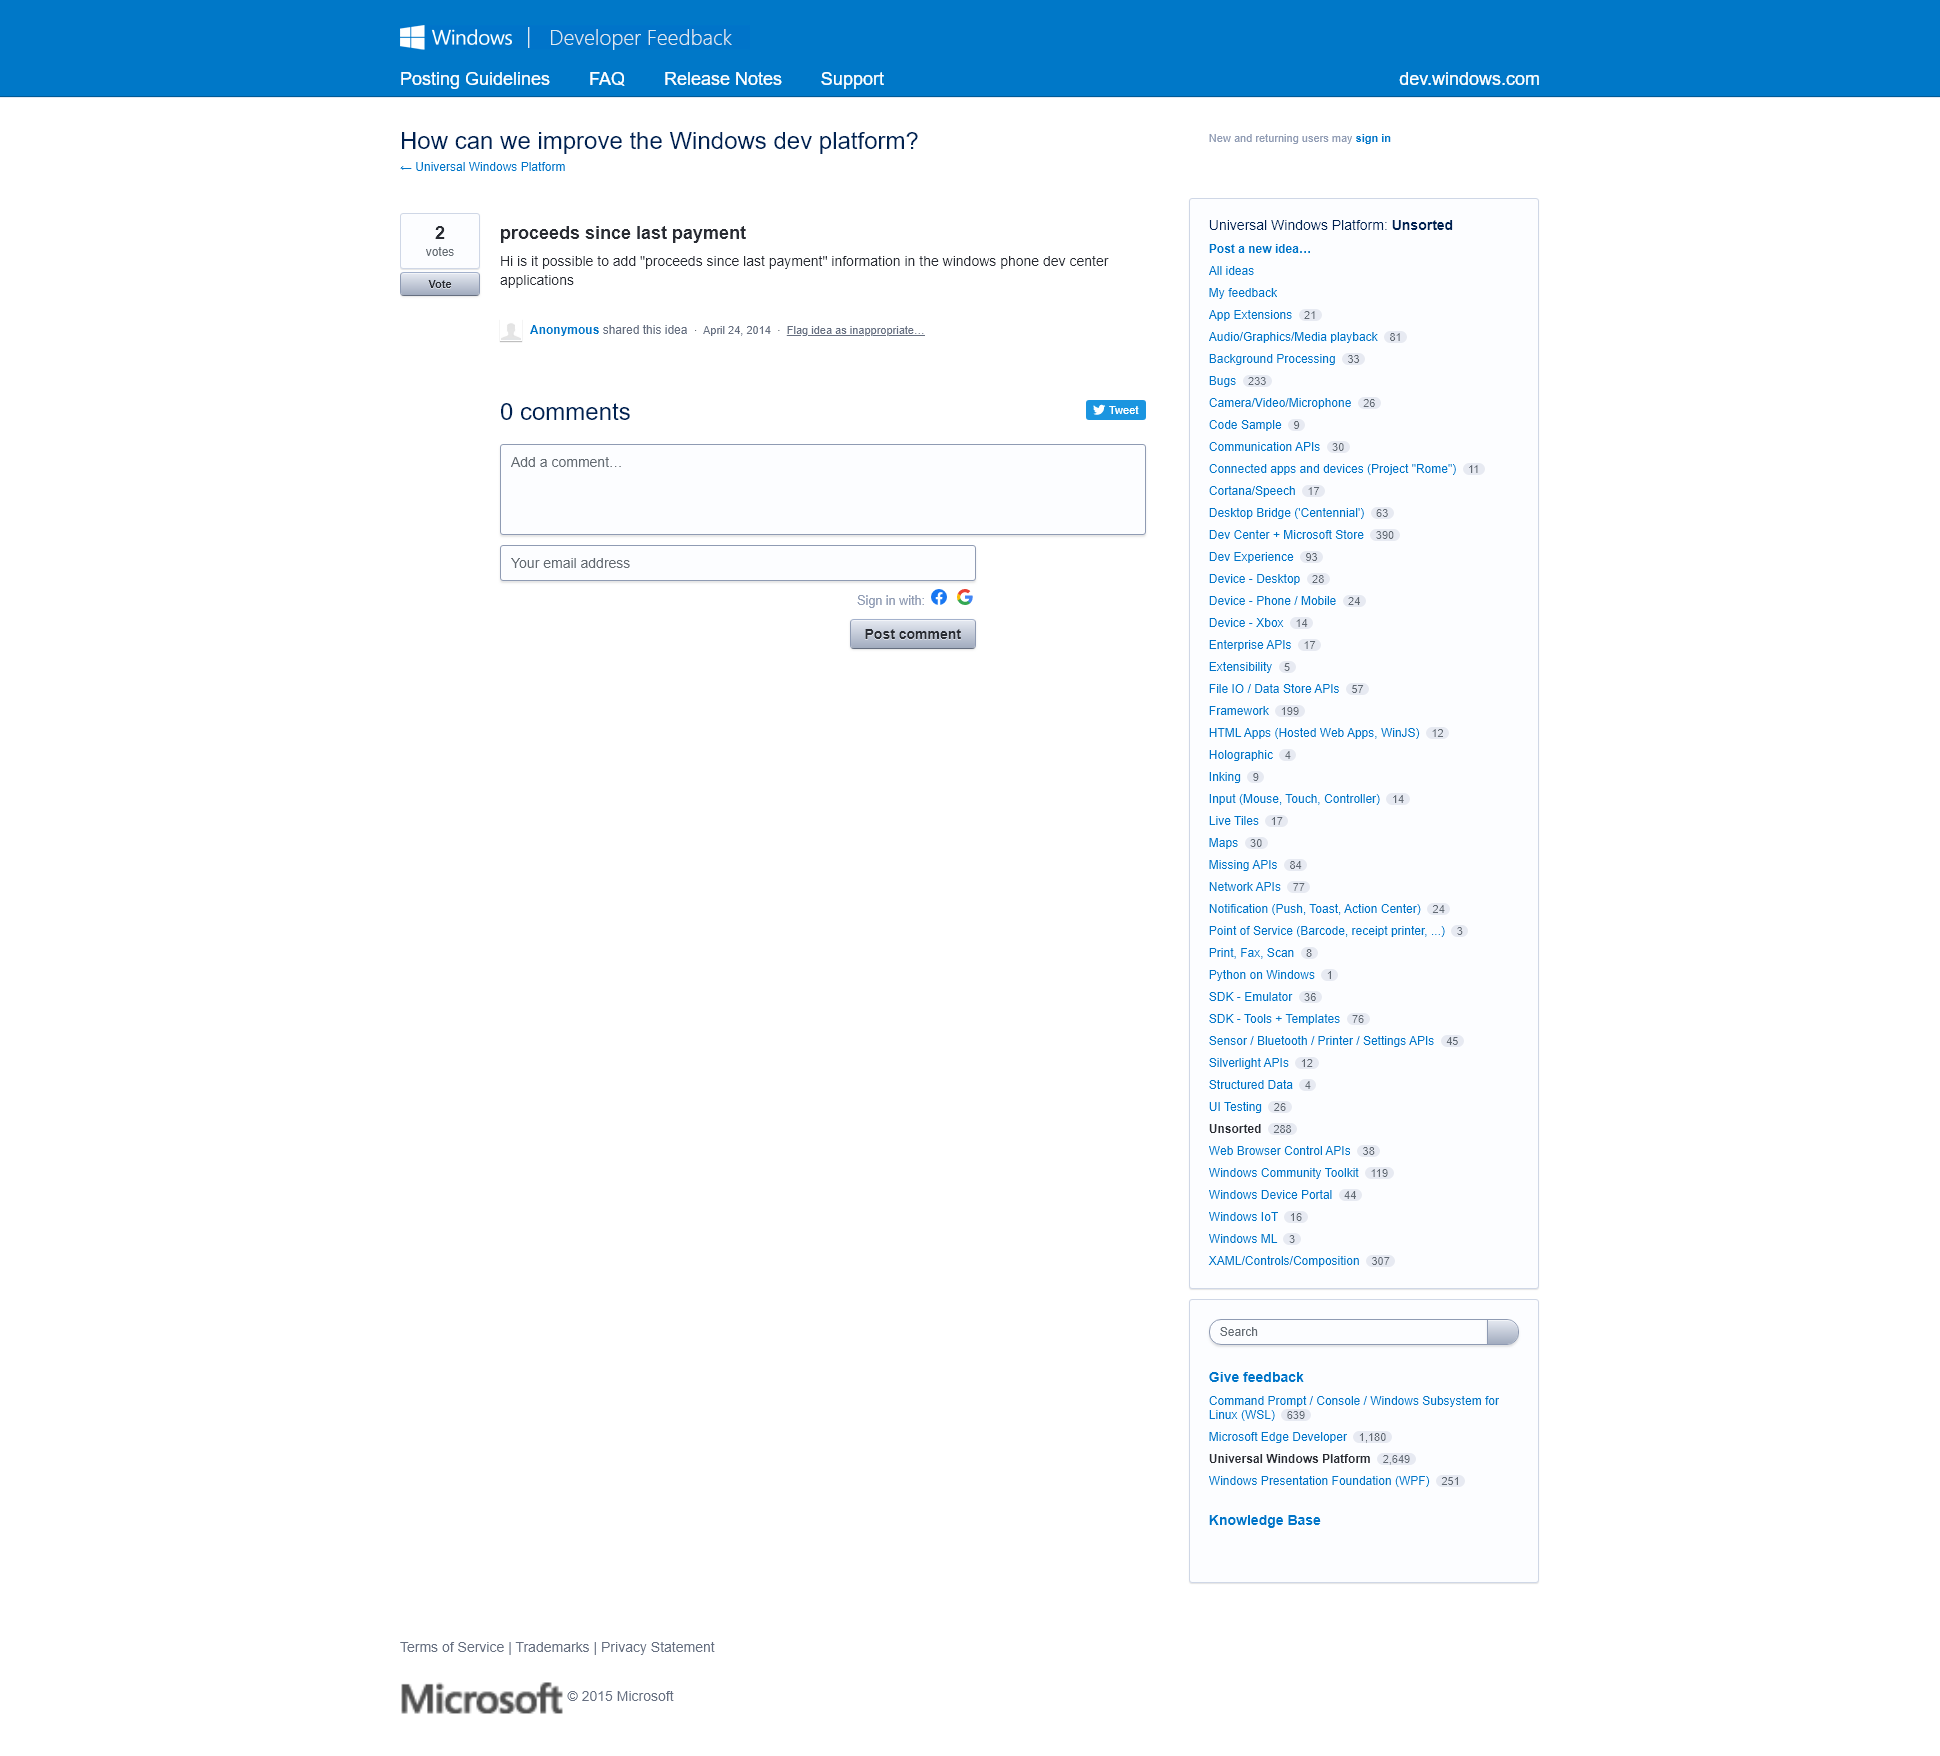 Windows | Developer Feedback
Posting Guidelines FAQ Release Notes Support dev.windows.com
How can we improve the Windows dev platform?
← Universal Windows Platform
New and returning users may sign in
2
votes
Vote
proceeds since last payment
Hi is it possible to add "proceeds since last payment" information in the windows phone dev center
applications
Anonymous shared this idea · April 24, 2014 · Flag idea as inappropriate…
0 comments
Tweet
Add a comment…
Your email address
Sign in with:
Post comment
Universal Windows Platform: Unsorted
Post a new idea…
All ideas
My feedback
App Extensions 21
Audio/Graphics/Media playback 81
Background Processing 33
Bugs 233
Camera/Video/Microphone 26
Code Sample 9
Communication APIs 30
Connected apps and devices (Project "Rome") 11
Cortana/Speech 17
Desktop Bridge ('Centennial') 63
Dev Center + Microsoft Store 390
Dev Experience 93
Device - Desktop 28
Device - Phone / Mobile 24
Device - Xbox 14
Enterprise APIs 17
Extensibility 5
File IO / Data Store APIs 57
Framework 199
HTML Apps (Hosted Web Apps, WinJS) 12
Holographic 4
Inking 9
Input (Mouse, Touch, Controller) 14
Live Tiles 17
Maps 30
Missing APIs 84
Network APIs 77
Notification (Push, Toast, Action Center) 24
Point of Service (Barcode, receipt printer, ...) 3
Print, Fax, Scan 8
Python on Windows 1
SDK - Emulator 36
SDK - Tools + Templates 76
Sensor / Bluetooth / Printer / Settings APIs 45
Silverlight APIs 12
Structured Data 4
UI Testing 26
Unsorted 288
Web Browser Control APIs 38
Windows Community Toolkit 119
Windows Device Portal 44
Windows IoT 16
Windows ML 3
XAML/Controls/Composition 307
Search
Give feedback
Command Prompt / Console / Windows Subsystem for
Linux (WSL) 639
Microsoft Edge Developer 1,180
Universal Windows Platform 2,649
Windows Presentation Foundation (WPF) 251
Knowledge Base
Terms of Service | Trademarks | Privacy Statement
Microsoft © 2015 Microsoft